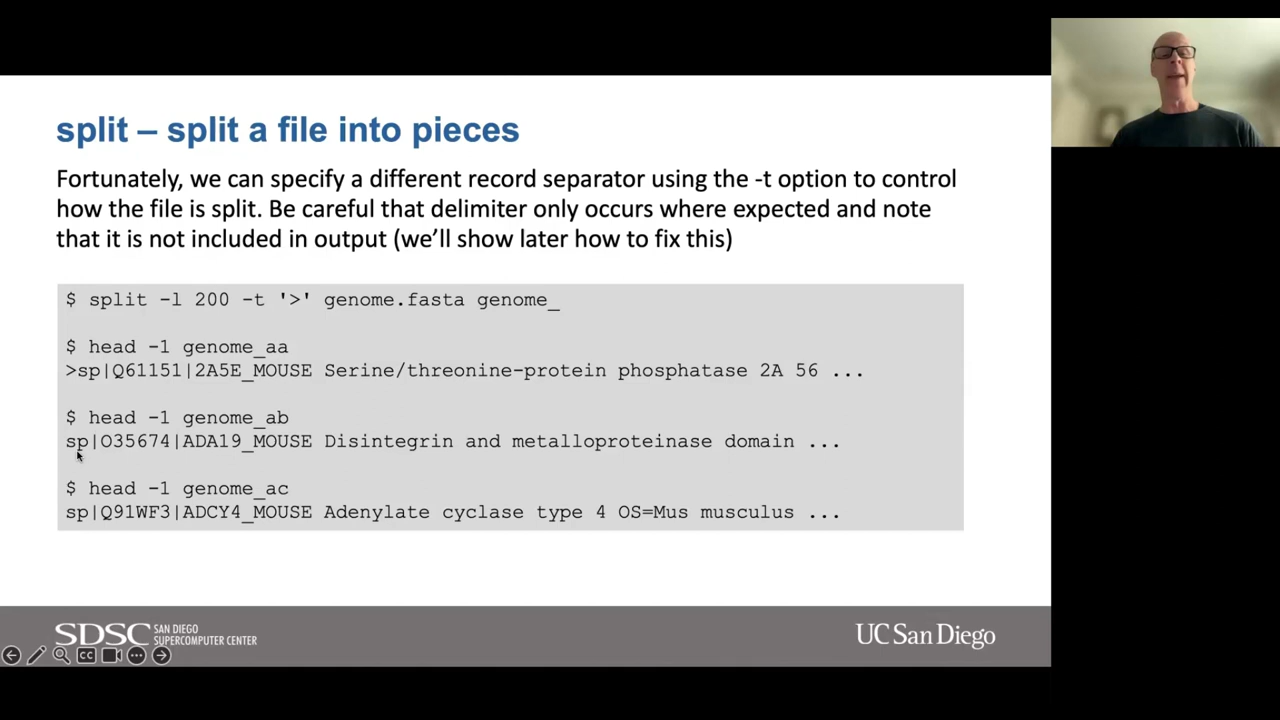 split – split a file into pieces
Fortunately, we can specify a different record separator using the -t option to control
how the file is split. Be careful that delimiter only occurs where expected and note
that it is not included in output (we’ll show later how to fix this)
$ split -l 200 -t '>' genome.fasta genome_
$ head -1 genome_aa
>sp|Q61151|2A5E_MOUSE Serine/threonine-protein phosphatase 2A 56 ...
$ head -1 genome_ab
sp|O35674|ADA19_MOUSE Disintegrin and metalloproteinase domain ...
$ head -1 genome_ac
sp|Q91WF3|ADCY4_MOUSE Adenylate cyclase type 4 OS=Mus musculus ...
SDSC SAN DIEGO
SUPERCOMPUTER CENTER
UC San Diego
CC